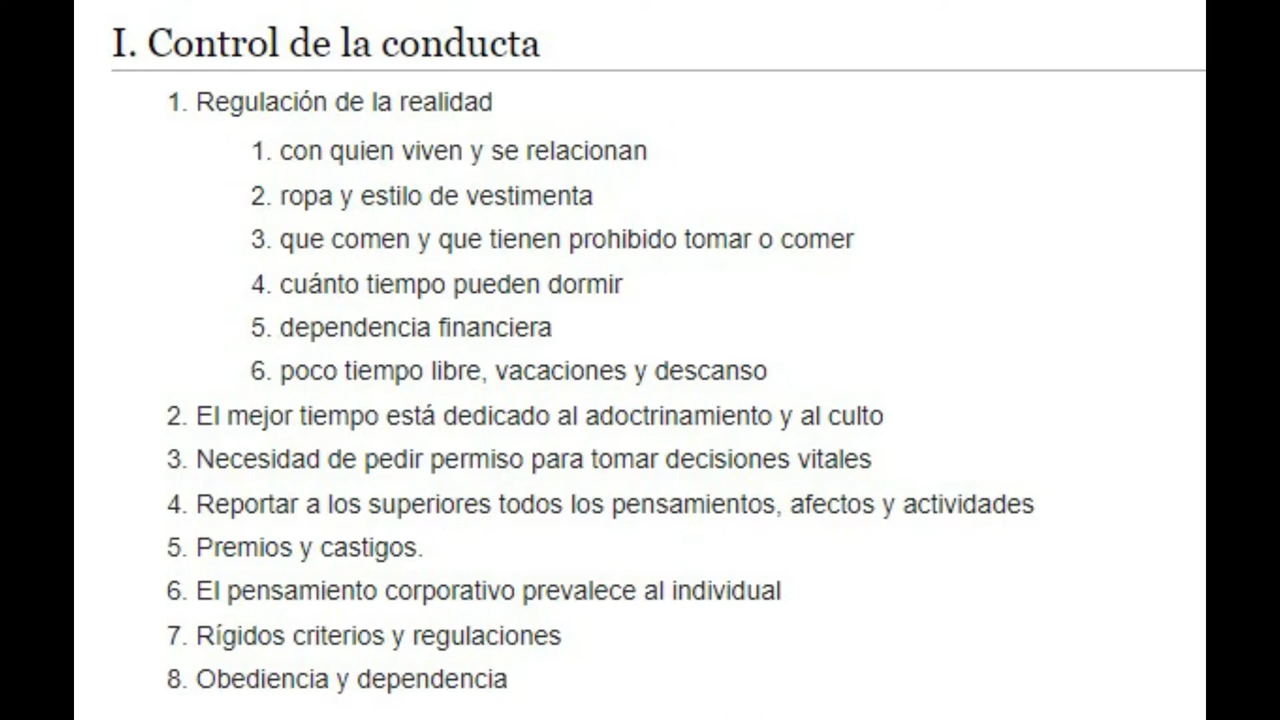 I. Control de la conducta
1. Regulación de la realidad
1. con quien viven y se relacionan
2. ropa y estilo de vestimenta
3. que comen y que tienen prohibido tomar o comer
4. cuánto tiempo pueden dormir
5. dependencia financiera
6. poco tiempo libre, vacaciones y descanso
2. El mejor tiempo está dedicado al adoctrinamiento y al culto
3. Necesidad de pedir permiso para tomar decisiones vitales
4. Reportar a los superiores todos los pensamientos, afectos y actividades
5. Premios y castigos.
6. El pensamiento corporativo prevalece al individual
7. Rígidos criterios y regulaciones
8. Obediencia y dependencia